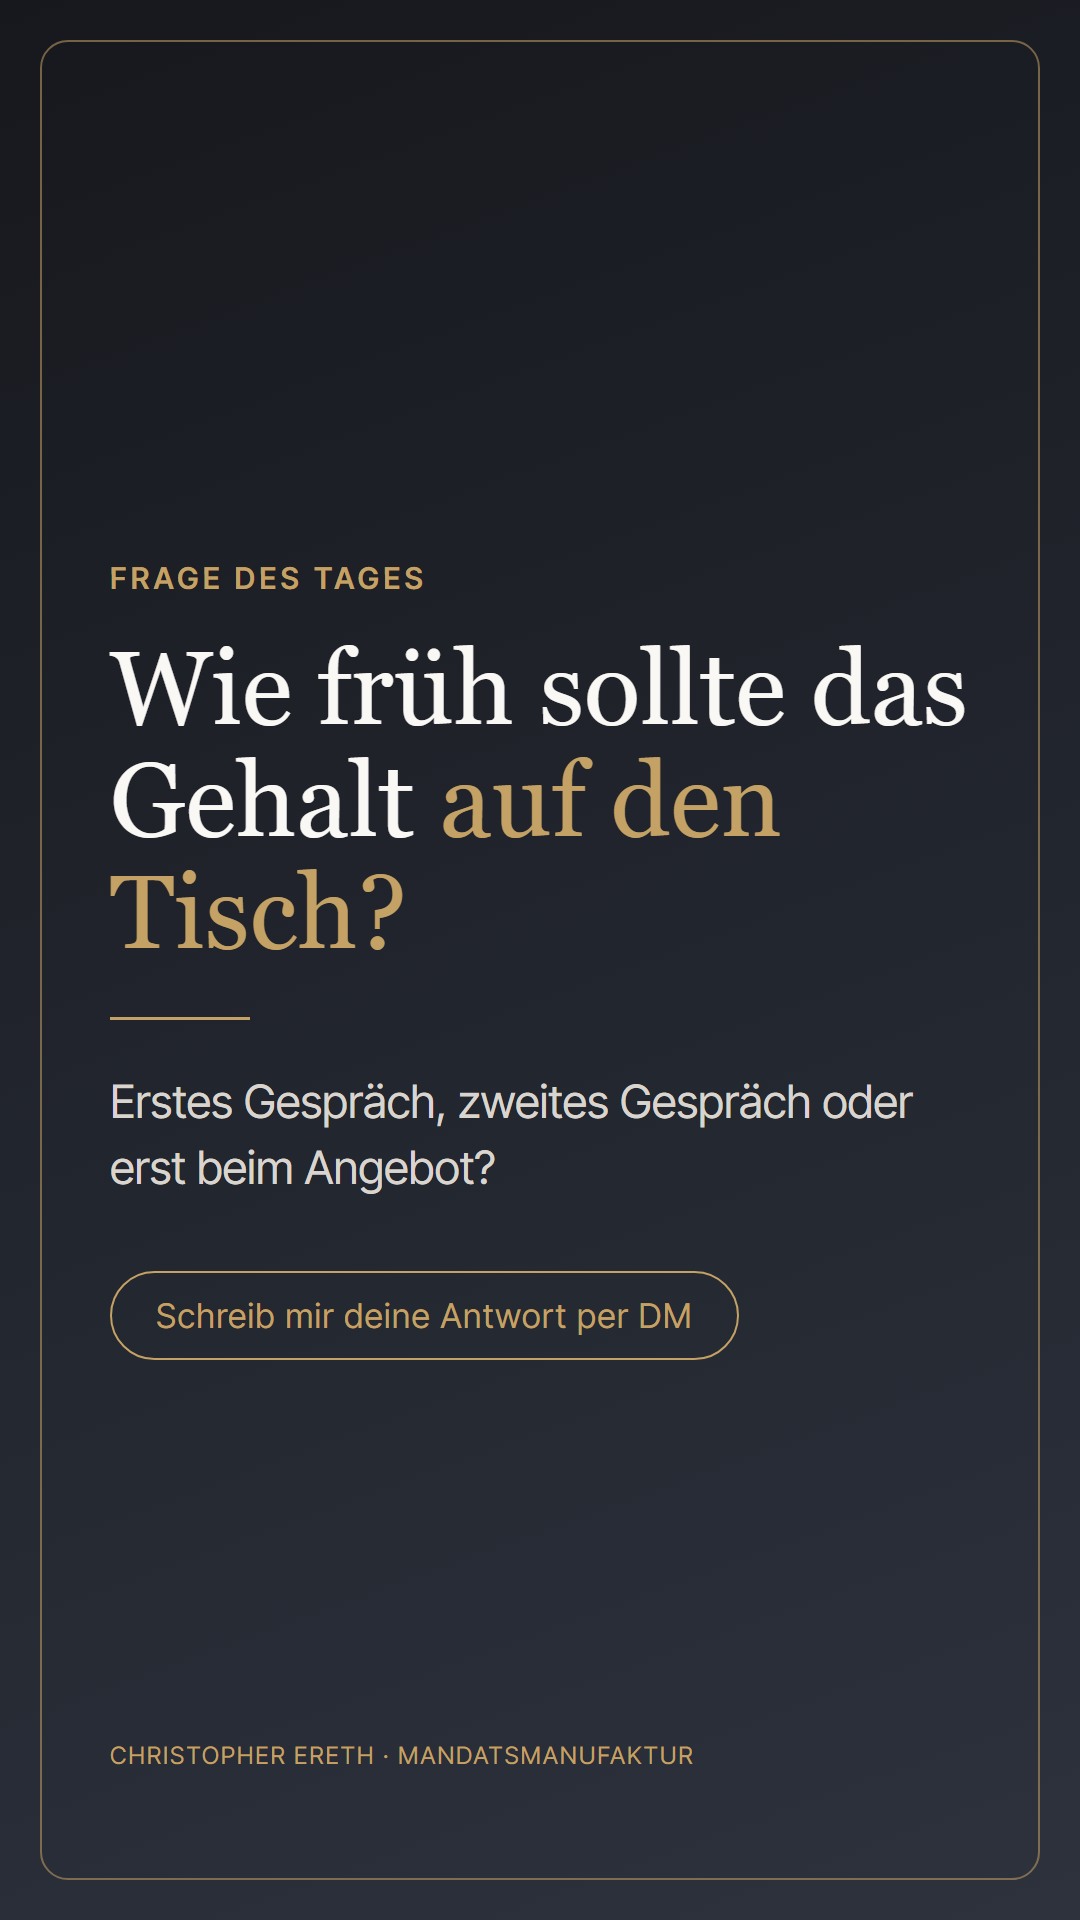 FRAGE DES TAGES
Wie früh sollte das
Gehalt auf den
Tisch?
Erstes Gespräch, zweites Gespräch oder
erst beim Angebot?
Schreib mir deine Antwort per DM
CHRISTOPHER ERETH · MANDATSMANUFAKTUR